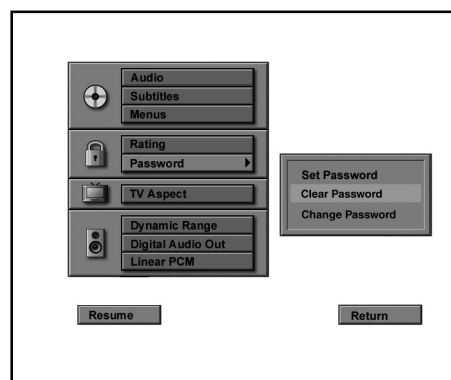 Audio
Subtitles
Menus
Rating
Password
TV Aspect
Dynamic Range
Digital Audio Out
Linear PCM
Set Password
Clear Password
Change Password
Resume
Return